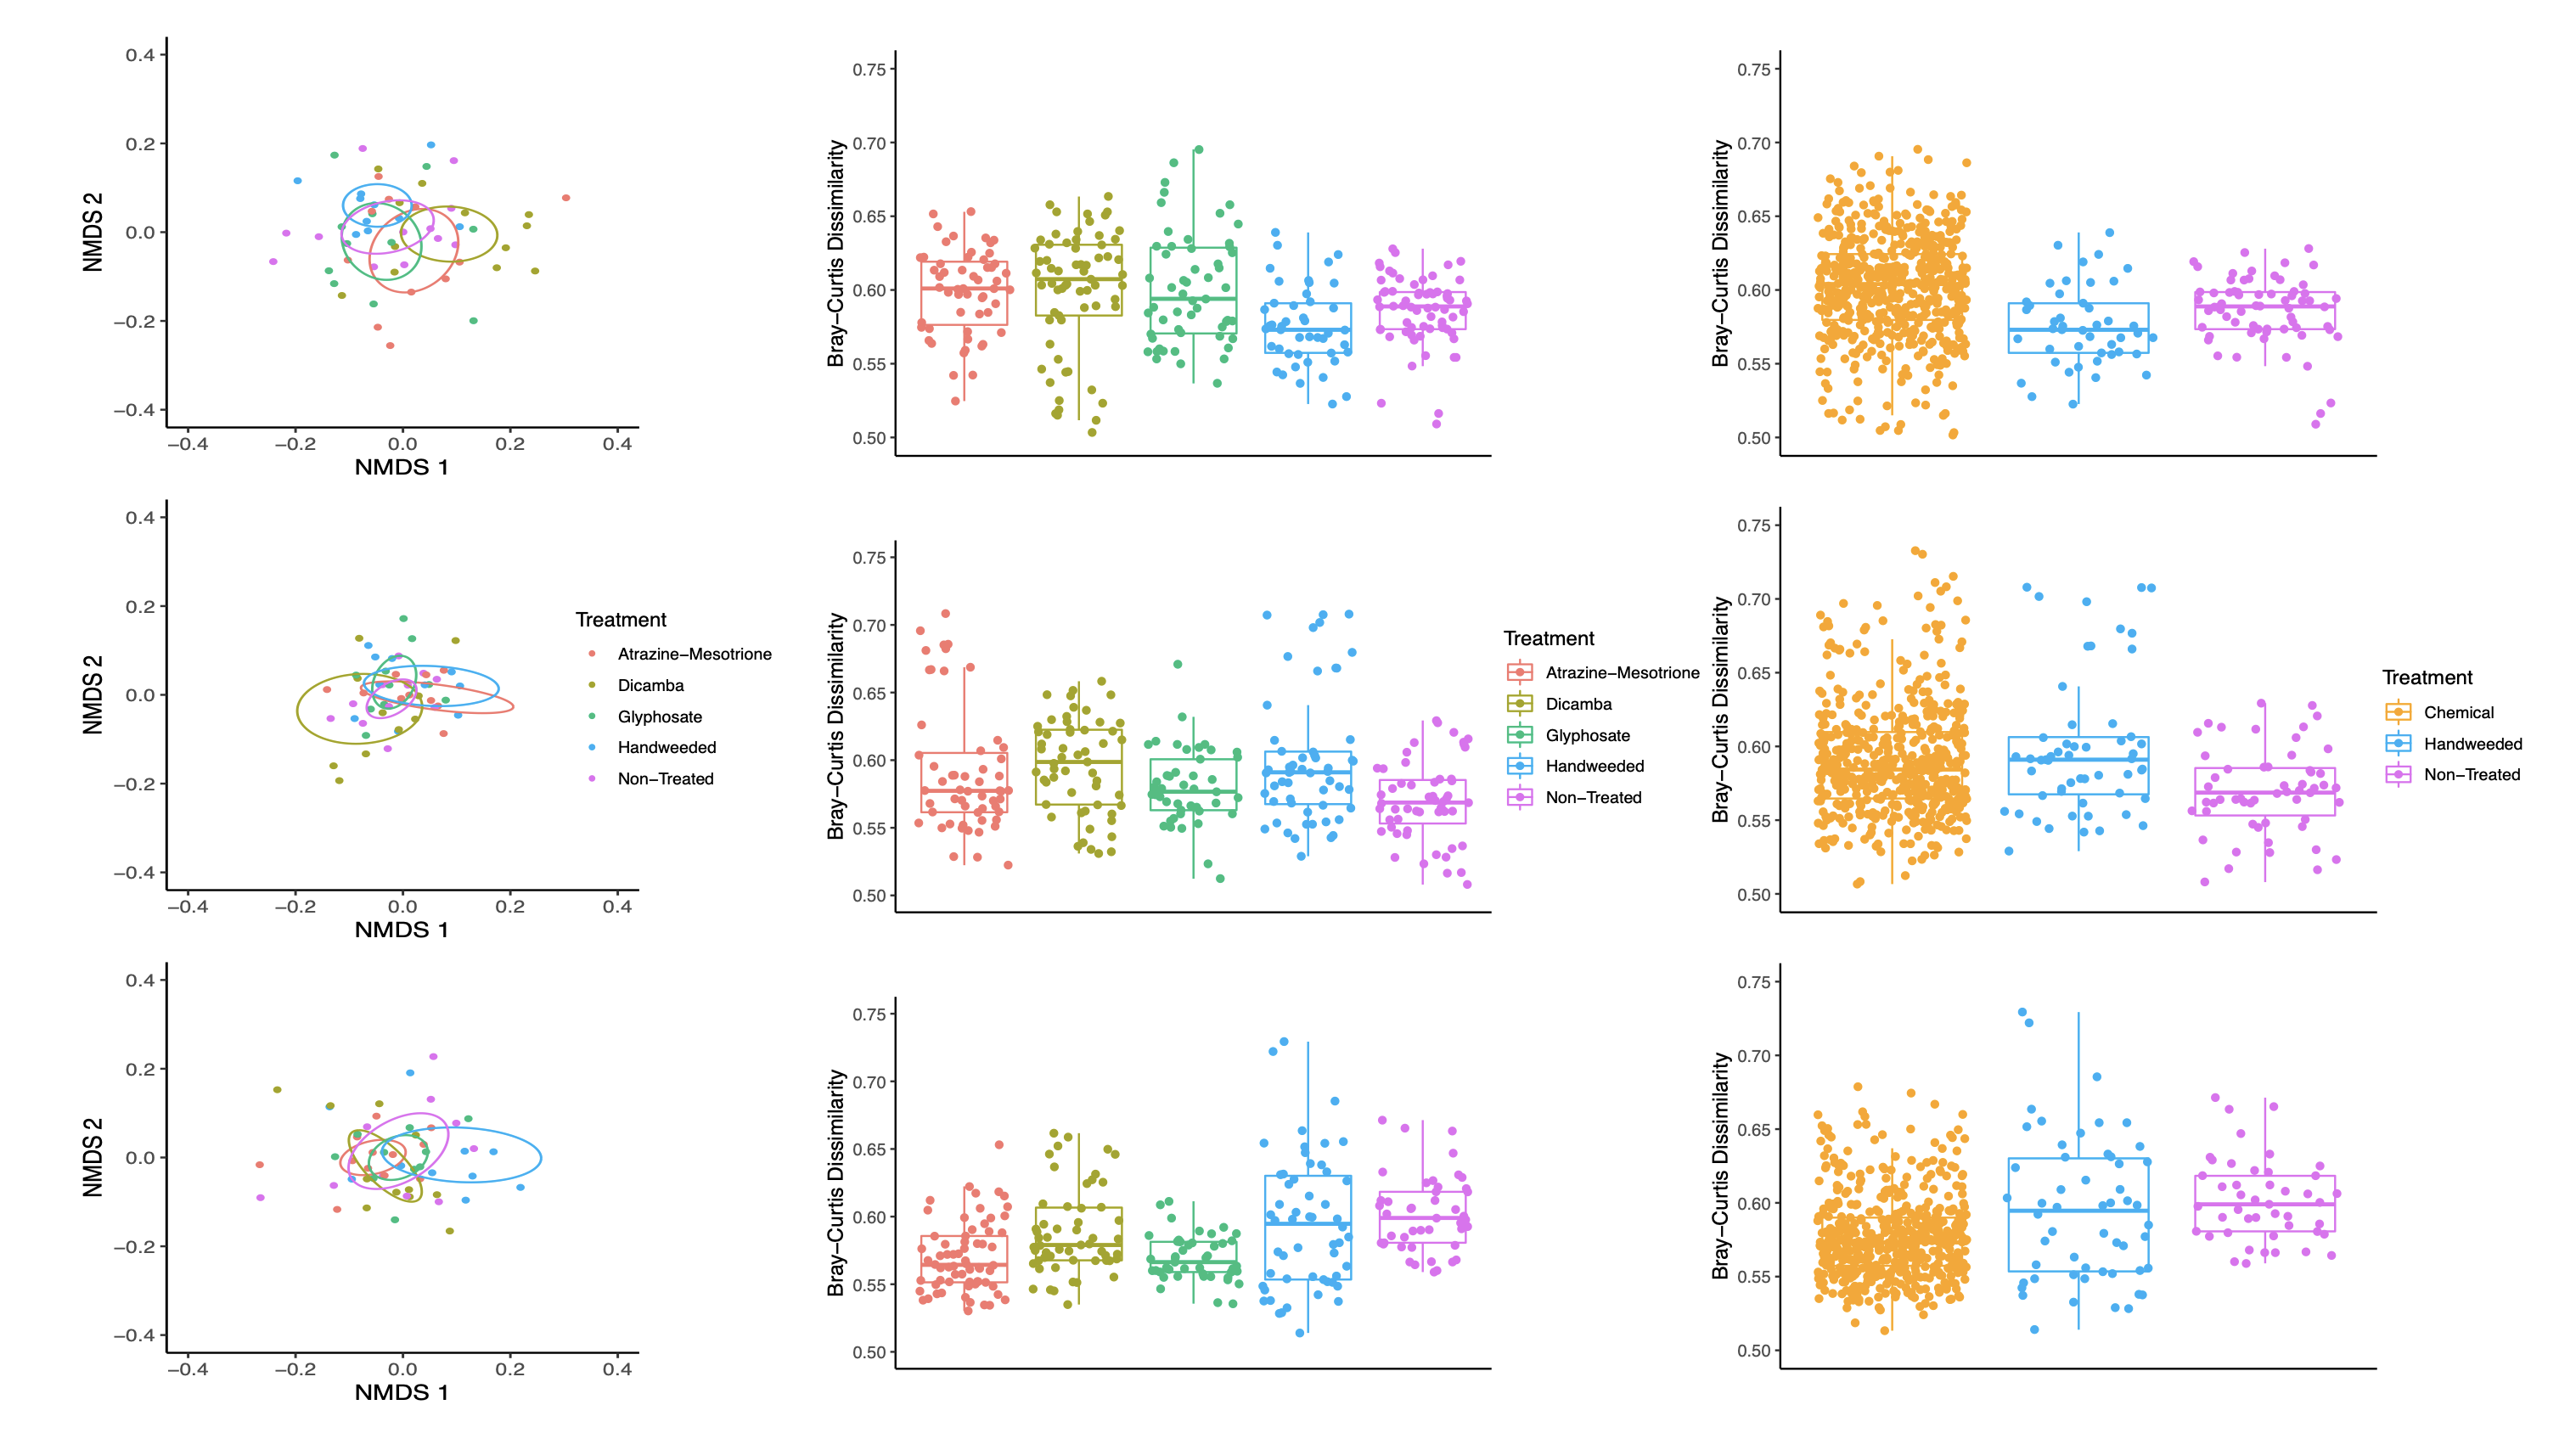 0.4
0.2
0.0
−0.2
−0.4
NMDS 2
−0.4 −0.2 0.0 0.2 0.4
NMDS 1
0.75
0.70
0.65
0.60
0.55
0.50
Bray−Curtis Dissimilarity
0.75
0.70
0.65
0.60
0.55
0.50
Bray−Curtis Dissimilarity
0.4
0.2
0.0
−0.2
−0.4
NMDS 2
−0.4 −0.2 0.0 0.2 0.4
NMDS 1
Treatment
Atrazine−Mesotrione
Dicamba
Glyphosate
Handweeded
Non−Treated
0.75
0.70
0.65
0.60
0.55
0.50
Bray−Curtis Dissimilarity
Treatment
Atrazine−Mesotrione
Dicamba
Glyphosate
Handweeded
Non−Treated
0.75
0.70
0.65
0.60
0.55
0.50
Bray−Curtis Dissimilarity
Treatment
Chemical
Handweeded
Non−Treated
0.4
0.2
0.0
−0.2
−0.4
NMDS 2
−0.4 −0.2 0.0 0.2 0.4
NMDS 1
0.75
0.70
0.65
0.60
0.55
0.50
Bray−Curtis Dissimilarity
0.75
0.70
0.65
0.60
0.55
0.50
Bray−Curtis Dissimilarity